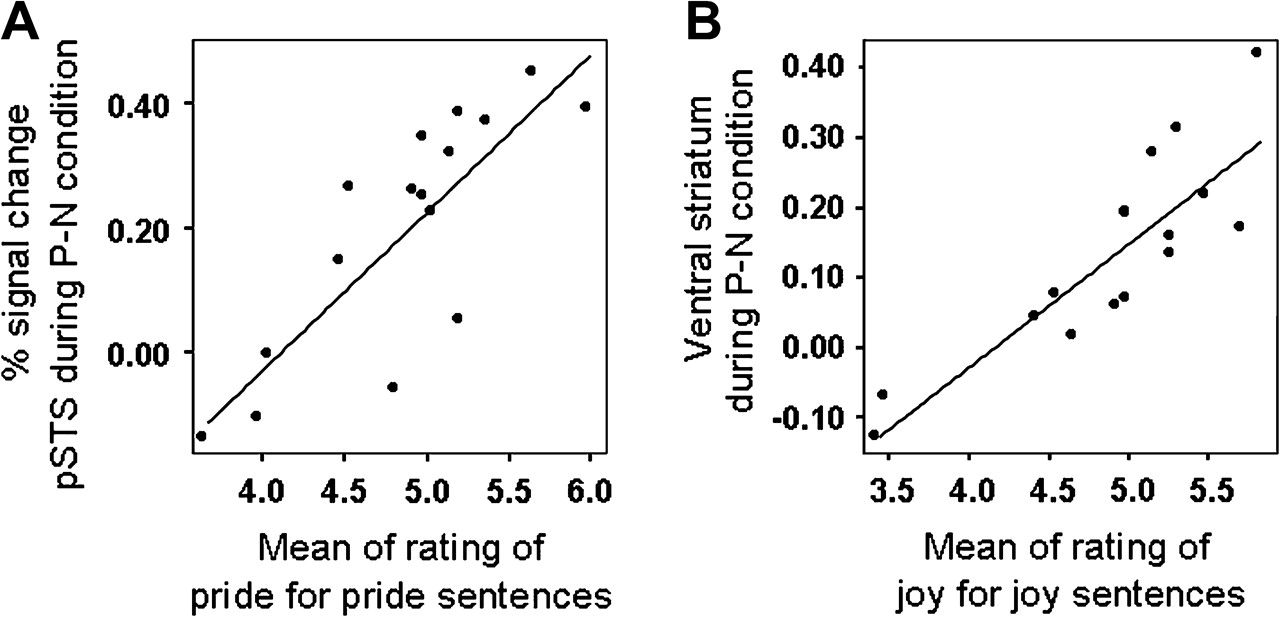 A
% signal change
pSTS during P-N condition
0.40
0.20
0.00
4.0 4.5 5.0 5.5 6.0
Mean of rating of
pride for pride sentences
B
Ventral striatum
during P-N condition
0.40
0.30
0.20
0.10
0.00
-0.10
3.5 4.0 4.5 5.0 5.5
Mean of rating of
joy for joy sentences